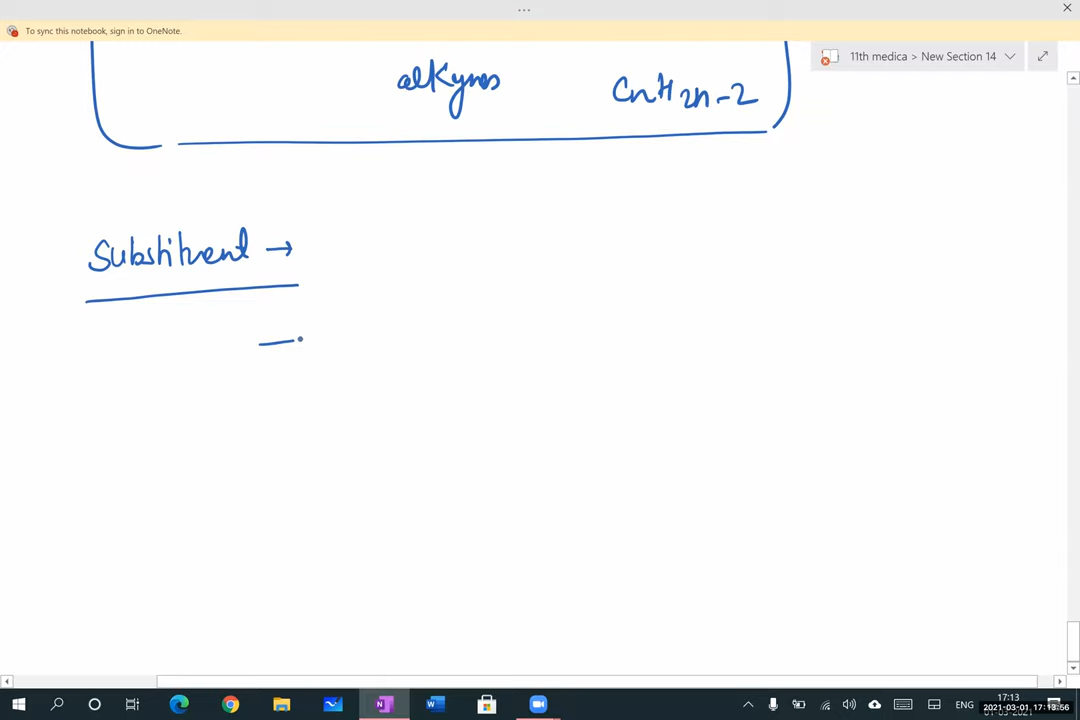 To sync this notebook, sign in to OneNote.
11th medica > New Section 14
alkynes CnH2n-2
Substituent →
ENG
17:13
2021-03-01 17:13:56